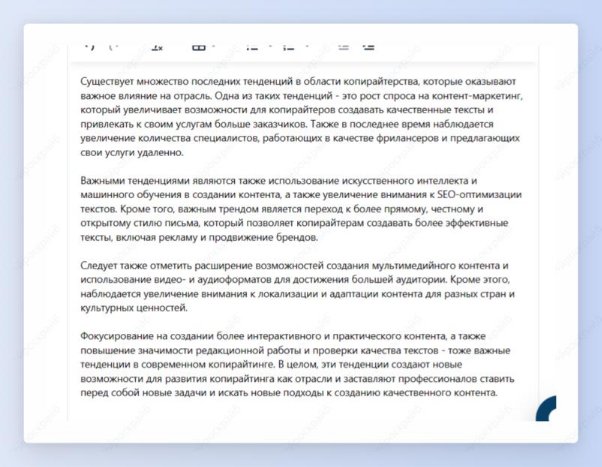 Существует множество последних тенденций в области копирайтерства, которые оказывают
важное влияние на отрасль. Одна из таких тенденций - это рост спроса на контент-маркетинг,
который увеличивает возможности для копирайтеров создавать качественные тексты и
привлекать к своим услугам больше заказчиков. Также в последнее время наблюдается
увеличение количества специалистов, работающих в качестве фрилансеров и предлагающих
свои услуги удаленно.
Важными тенденциями являются также использование искусственного интеллекта и
машинного обучения в создании контента, а также увеличение внимания к SEO-оптимизации
текстов. Кроме того, важным трендом является переход к более прямому, честному и
открытому стилю письма, который позволяет копирайтерам создавать более эффективные
тексты, включая рекламу и продвижение брендов.
Следует также отметить расширение возможностей создания мультимедийного контента и
использование видео- и аудиоформатов для достижения большей аудитории. Кроме этого,
наблюдается увеличение внимания к локализации и адаптации контента для разных стран и
культурных ценностей.
Фокусирование на создании более интерактивного и практического контента, а также
повышение значимости редакционной работы и проверки качества текстов - тоже важные
тенденции в современном копирайтинге. В целом, эти тенденции создают новые
возможности для развития копирайтинга как отрасли и заставляют профессионалов ставить
перед собой новые задачи и искать новые подходы к созданию качественного контента.